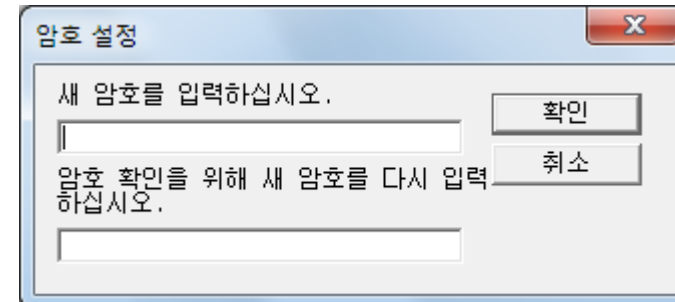 암호 설정
새 암호를 입력하십시오.
확인
취소
암호 확인을 위해 새 암호를 다시 입력
하십시오.